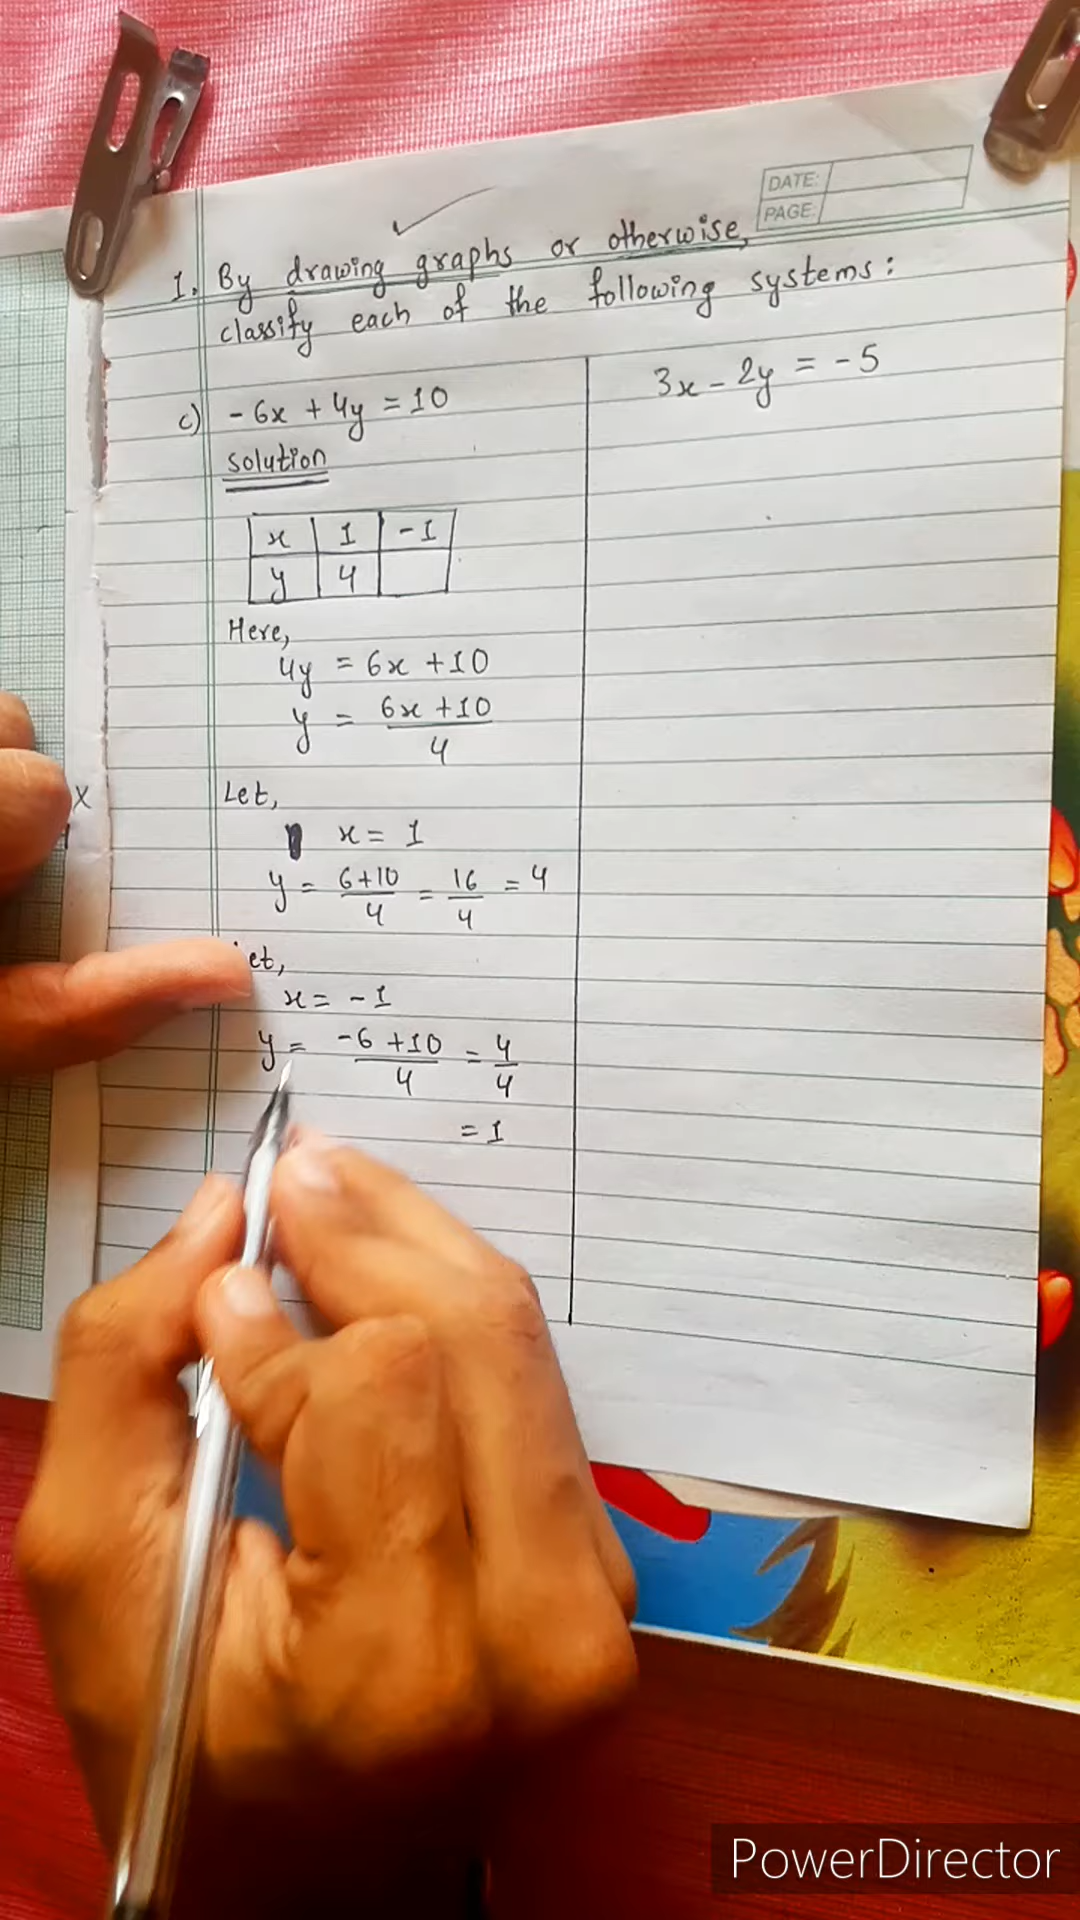 DATE:
PAGE:
1. By drawing graphs or otherwise,
classify each of the following systems:
c) -6x + 4y = 10
3x - 2y = -5
Solution
x | 1 | -1
y | 4 |
Here,
4y = 6x + 10
y = (6x + 10)/4
X
Let,
x = 1
y = (6+10)/4 = 16/4 = 4
et,
x = -1
y = (-6 + 10)/4 = 4/4
= 1
PowerDirector